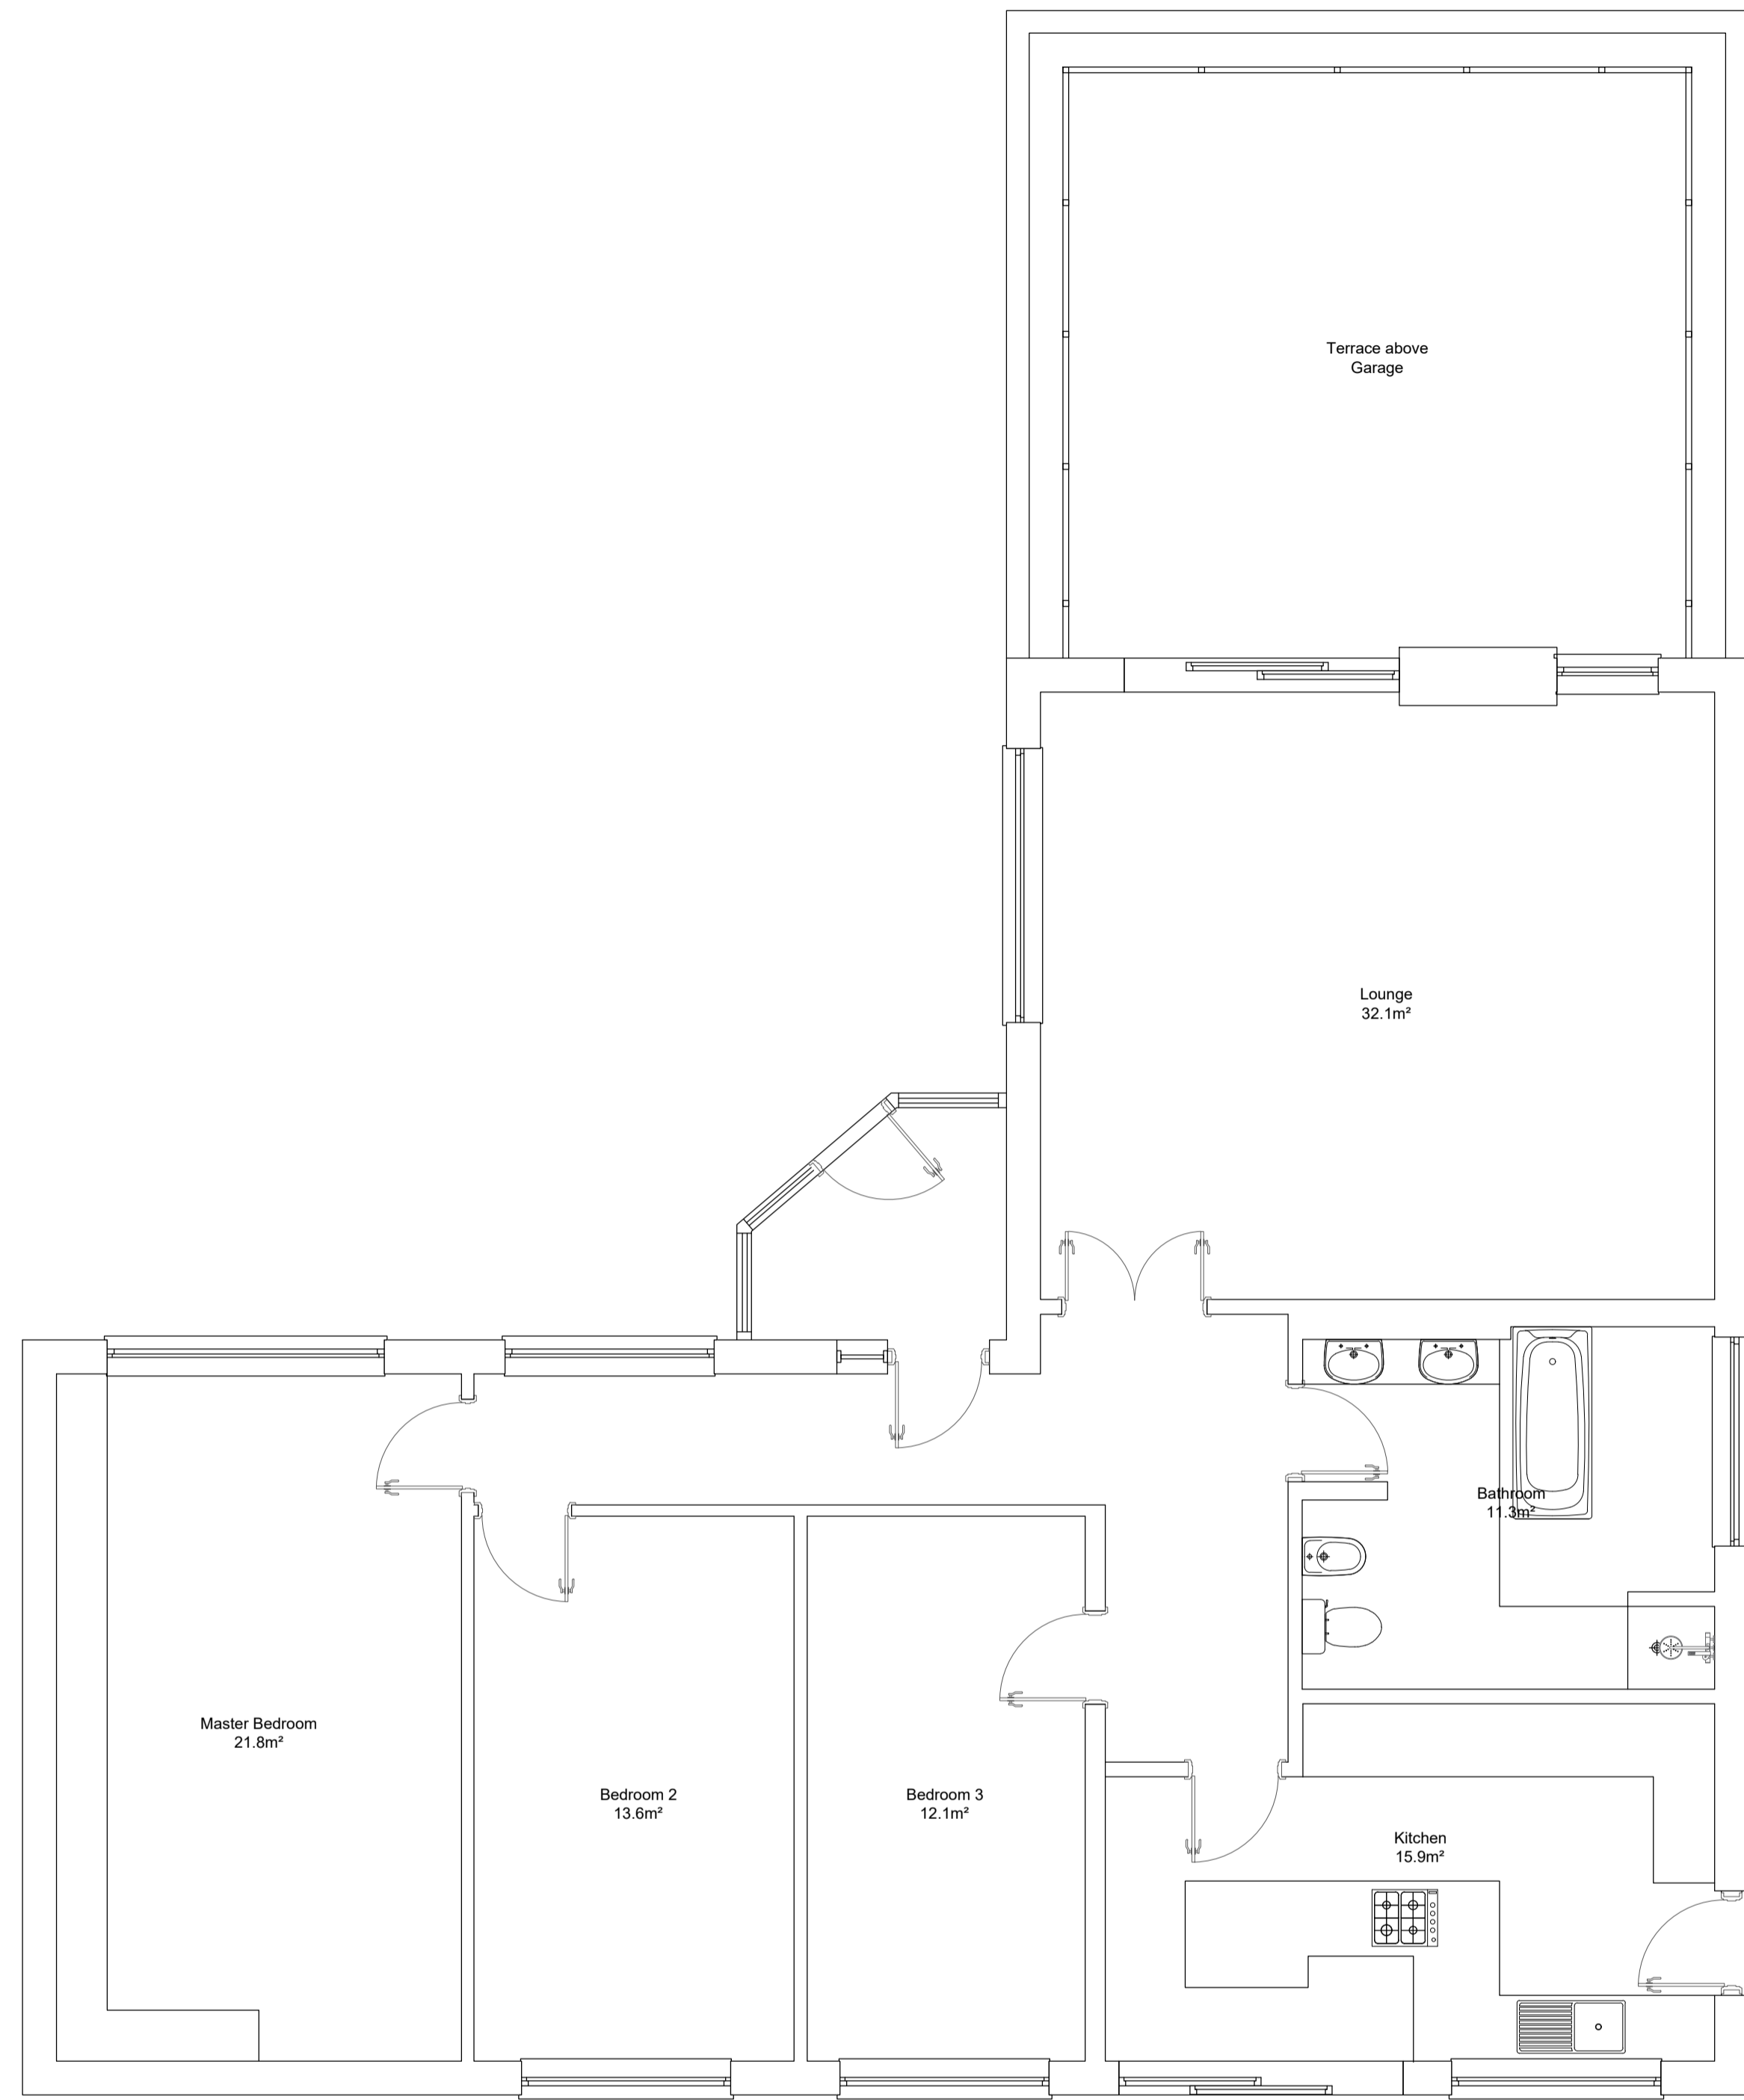 Terrace above
Garage
Lounge
32.1m²
Bathroom
11.3m²
Master Bedroom
21.8m²
Bedroom 2
13.6m²
Bedroom 3
12.1m²
Kitchen
15.9m²